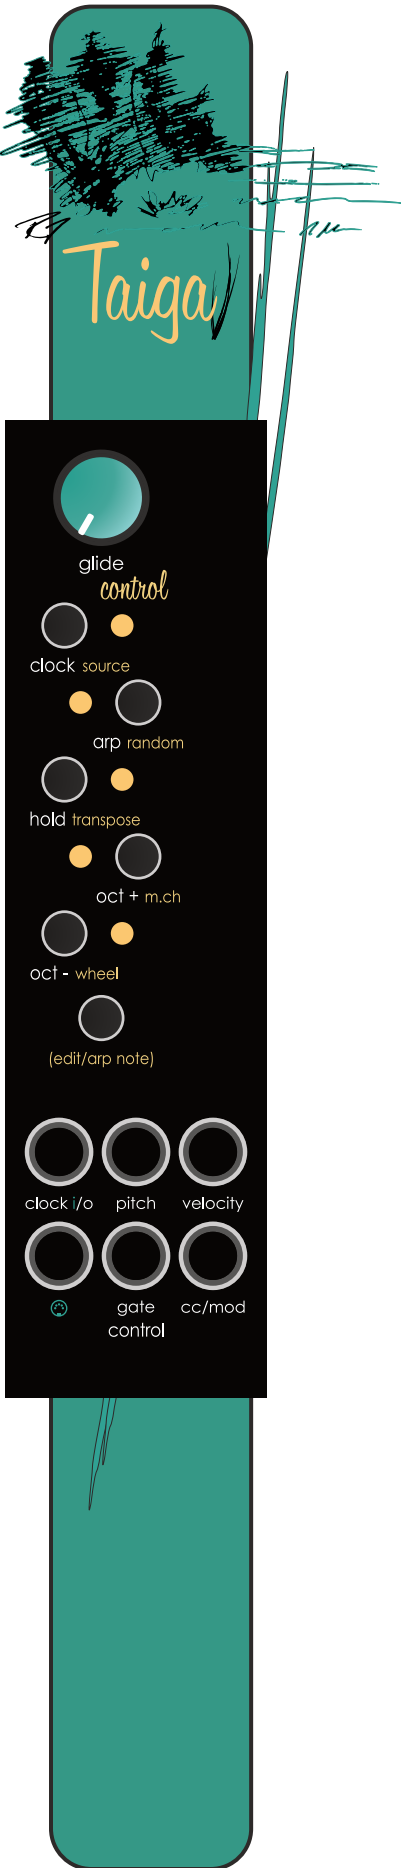 Taiga
glide
control
clock source
arp random
hold transpose
oct + m.ch
oct - wheel
(edit/arp note)
clock i/o pitch velocity
gate cc/mod
control